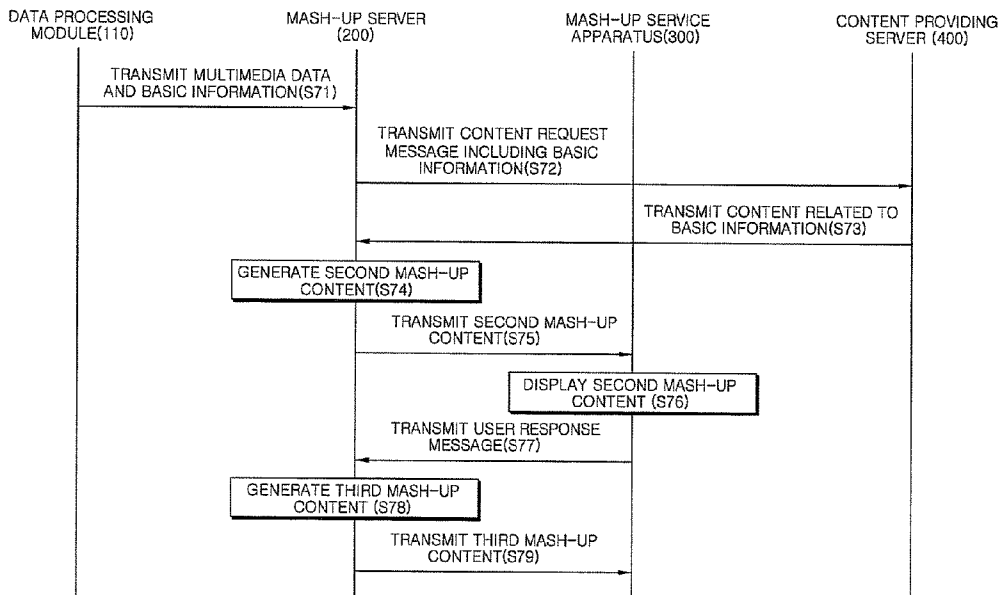 DATA PROCESSING
MODULE(110)
MASH-UP SERVER
(200)
MASH-UP SERVICE
APPARATUS(300)
CONTENT PROVIDING
SERVER (400)
TRANSMIT MULTIMEDIA DATA
AND BASIC INFORMATION(S71)
TRANSMIT CONTENT REQUEST
MESSAGE INCLUDING BASIC
INFORMATION(S72)
TRANSMIT CONTENT RELATED TO
BASIC INFORMATION(S73)
GENERATE SECOND MASH-UP
CONTENT(S74)
TRANSMIT SECOND MASH-UP
CONTENT(S75)
DISPLAY SECOND MASH-UP
CONTENT (S76)
TRANSMIT USER RESPONSE
MESSAGE(S77)
GENERATE THIRD MASH-UP
CONTENT (S78)
TRANSMIT THIRD MASH-UP
CONTENT(S79)